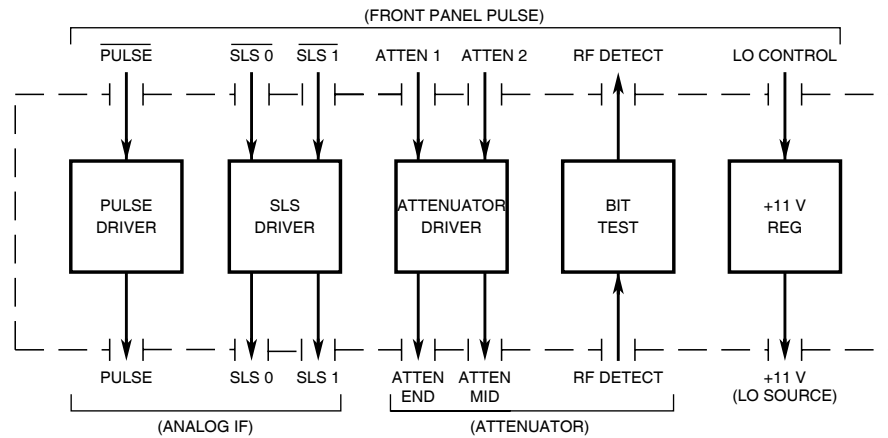 (FRONT PANEL PULSE)
PULSE SLS 0 SLS 1 ATTEN 1 ATTEN 2 RF DETECT LO CONTROL
PULSE
DRIVER
SLS
DRIVER
ATTENUATOR
DRIVER
BIT
TEST
+11 V
REG
PULSE SLS 0 SLS 1
ATTEN
END
ATTEN
MID
RF DETECT
+11 V
(LO SOURCE)
(ANALOG IF)
(ATTENUATOR)